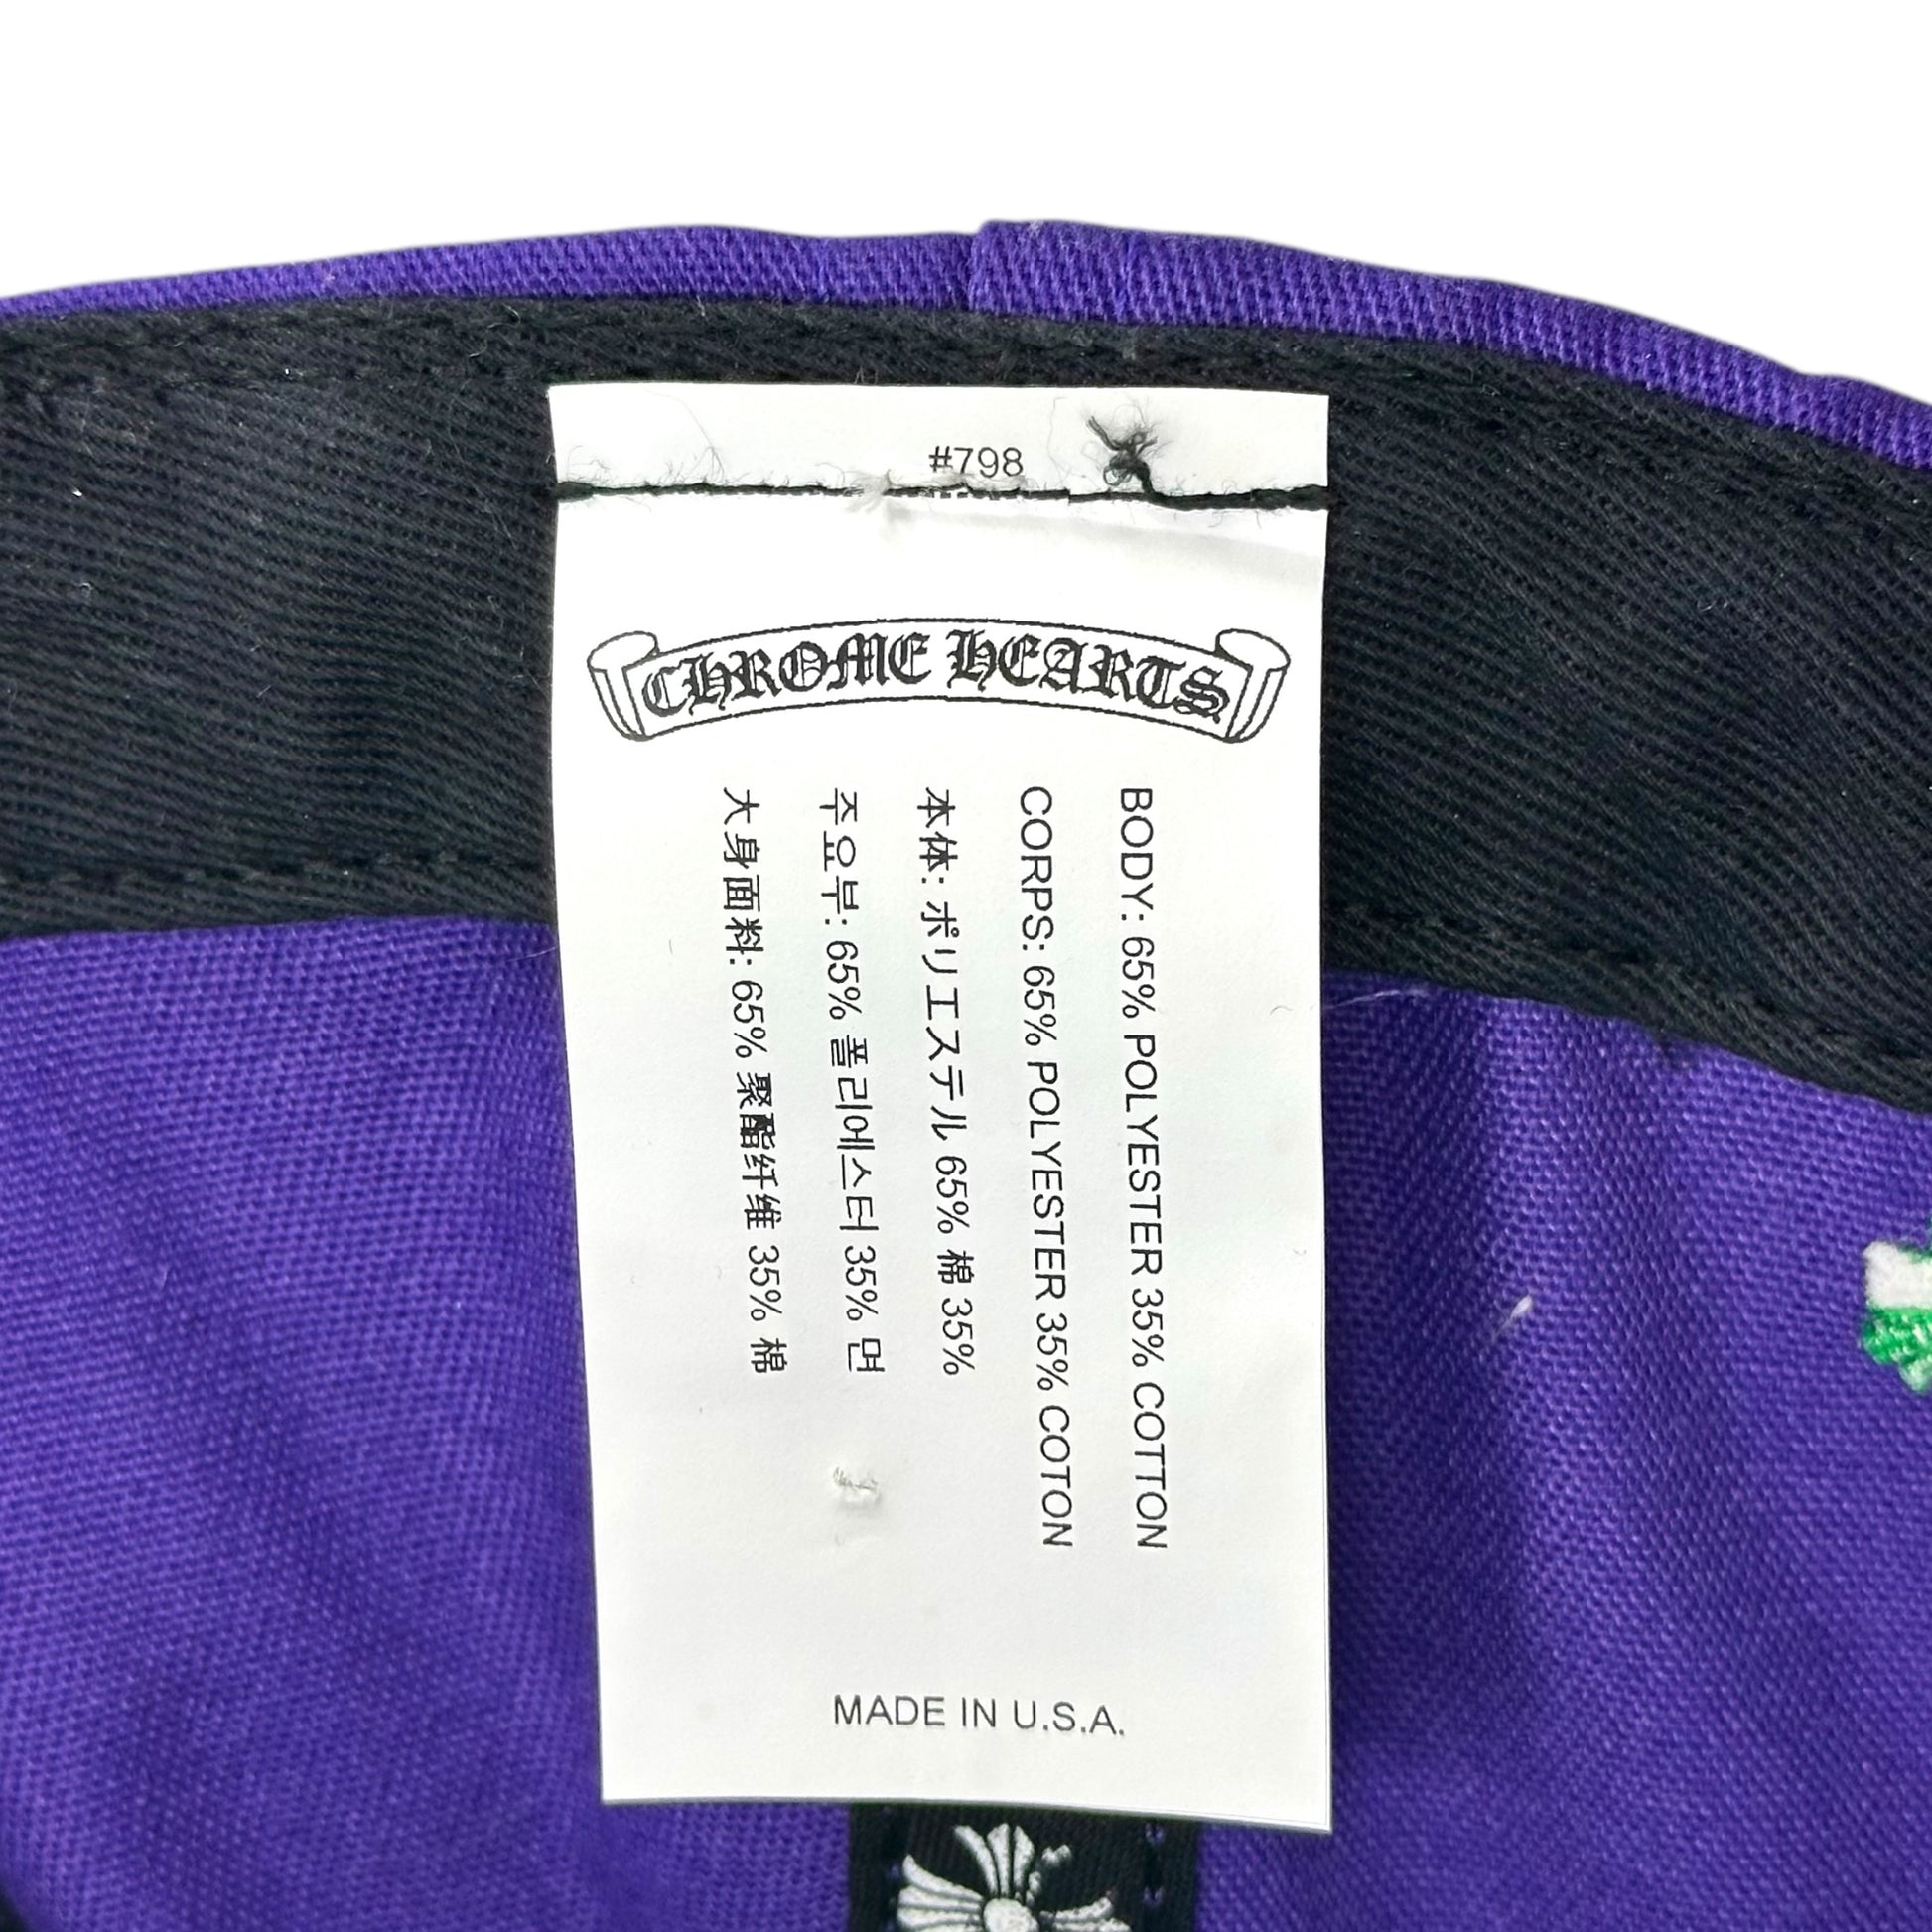 #798
CHROME HEARTS
BODY: 65% POLYESTER 35% COTTON
CORPS: 65% POLYESTER 35% COTON
本体: ポリエステル 65% 棉 35%
주요부: 65% 폴리에스터 35% 면
大身面料: 65% 聚酯纤维 35% 棉
MADE IN U.S.A.